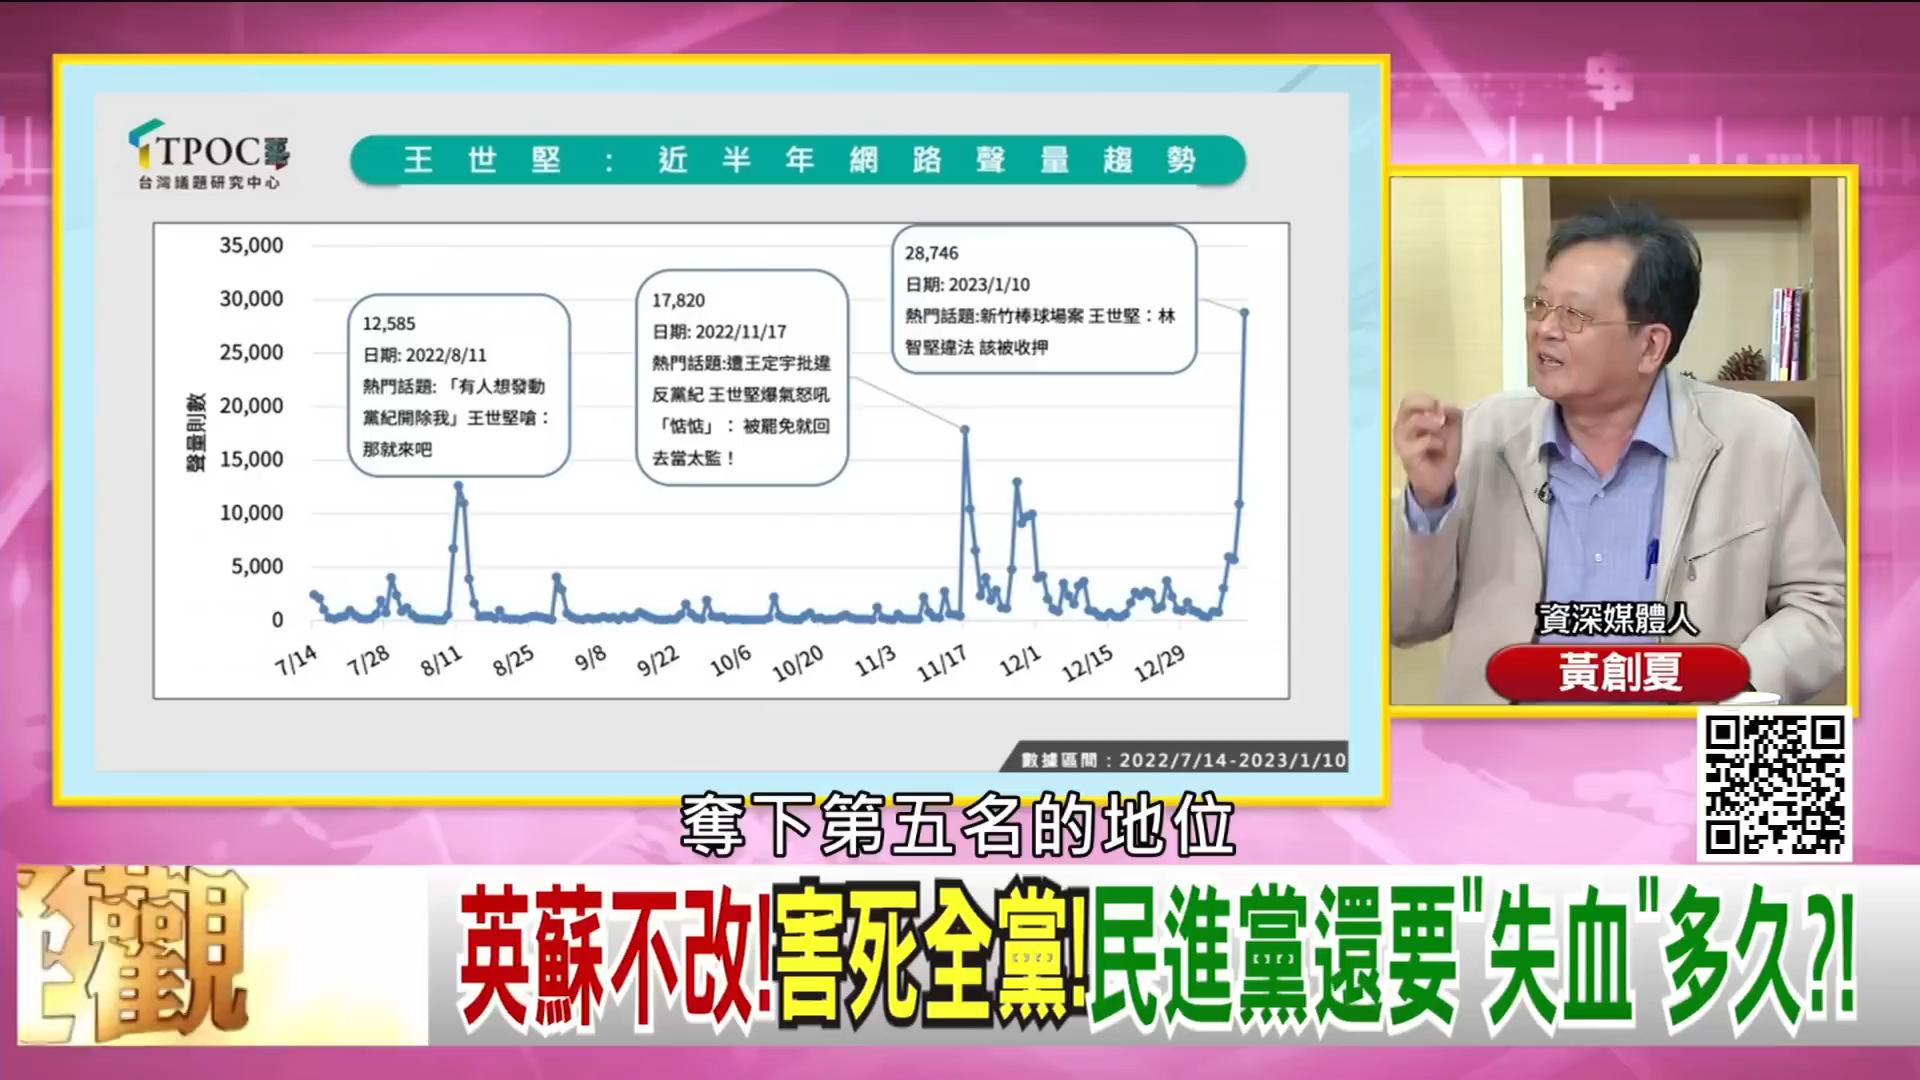 TPOC
台灣議題研究中心
王世堅：近半年網路聲量趨勢
聲量則數
35,000
30,000
25,000
20,000
15,000
10,000
5,000
0
12,585
日期: 2022/8/11
熱門話題: 「有人想發動
黨紀開除我」王世堅嗆：
那就來吧
17,820
日期: 2022/11/17
熱門話題:遭王定宇批違
反黨紀 王世堅爆氣怒吼
「惦惦」： 被罷免就回
去當太監！
28,746
日期: 2023/1/10
熱門話題:新竹棒球場案 王世堅：林
智堅違法 該被收押
7/14
7/28
8/11
8/25
9/8
9/22
10/6
10/20
11/3
11/17
12/1
12/15
12/29
數據區間：2022/7/14-2023/1/10
資深媒體人
黃創夏
奪下第五名的地位
觀
英蘇不改!害死全黨!民進黨還要"失血"多久?!